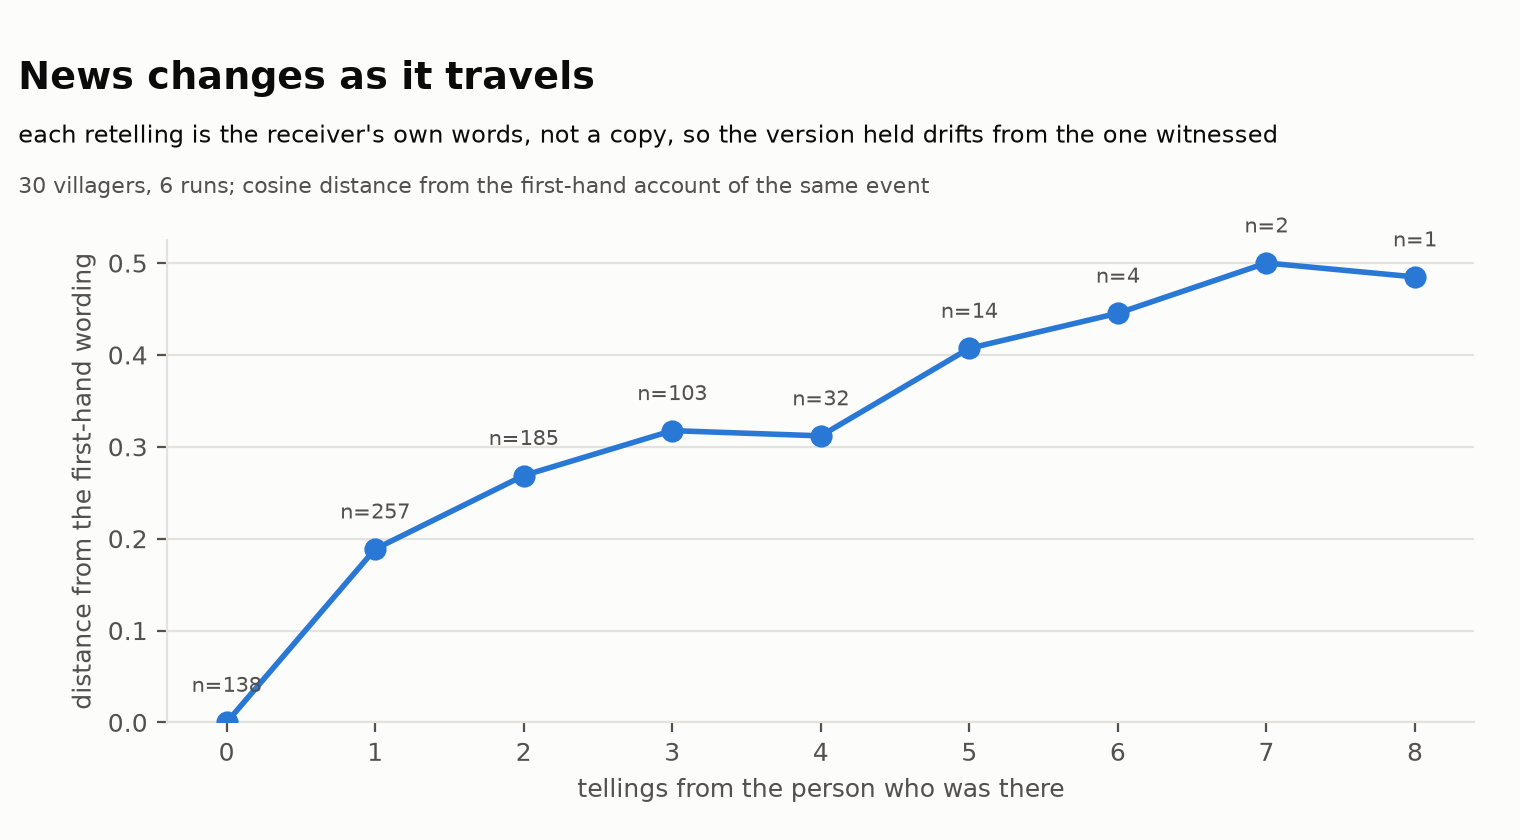 News changes as it travels
each retelling is the receiver's own words, not a copy, so the version held drifts from the one witnessed
30 villagers, 6 runs; cosine distance from the first-hand account of the same event
distance from the first-hand wording
0.5
0.4
0.3
0.2
0.1
0.0
n=138
n=257
n=185
n=103
n=32
n=14
n=4
n=2
n=1
0 1 2 3 4 5 6 7 8
tellings from the person who was there